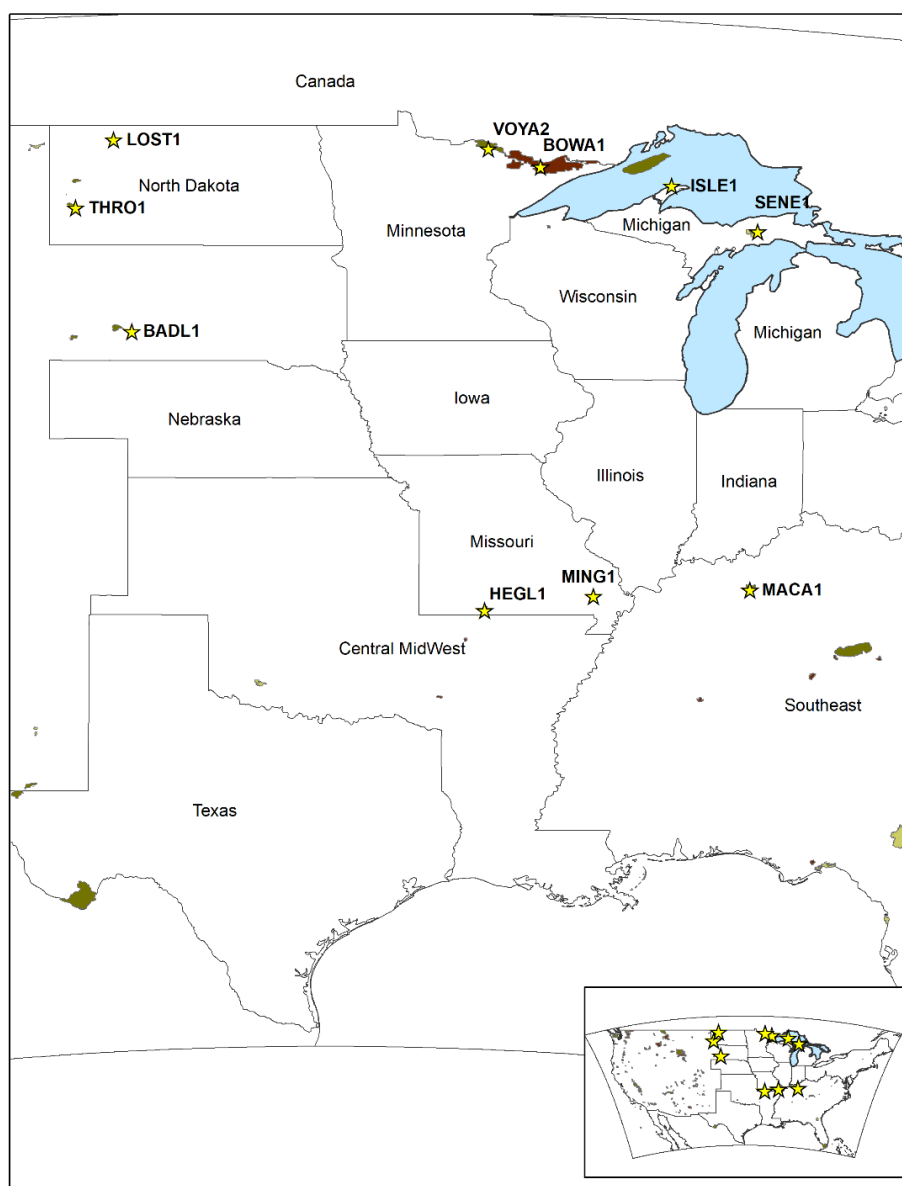 Canada
LOST1
VOYA2
BOWA1
North Dakota
ISLE1
THRO1
SENE1
Minnesota
Michigan
Wisconsin
BADL1
Michigan
Iowa
Nebraska
Illinois
Indiana
Missouri
MING1
HEGL1
MACA1
Central MidWest
Southeast
Texas